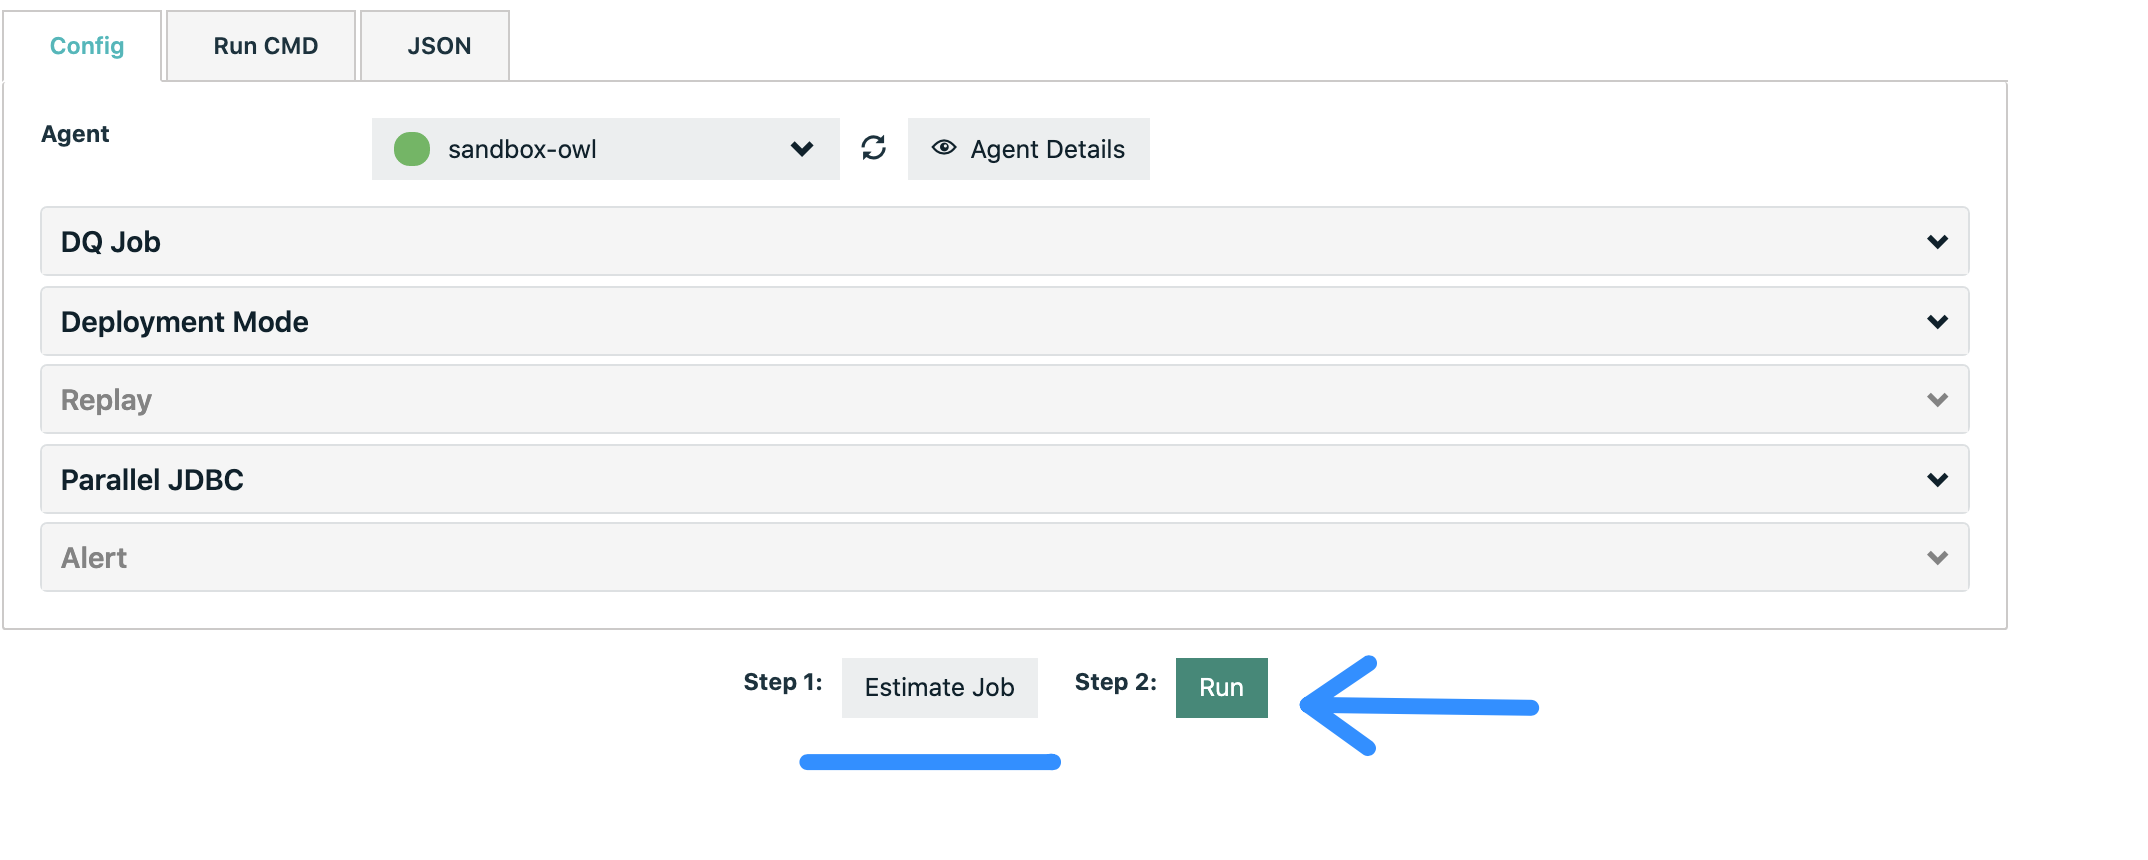 Config Run CMD JSON
Agent sandbox-owl Agent Details
DQ Job
Deployment Mode
Replay
Parallel JDBC
Alert
Step 1: Estimate Job Step 2: Run